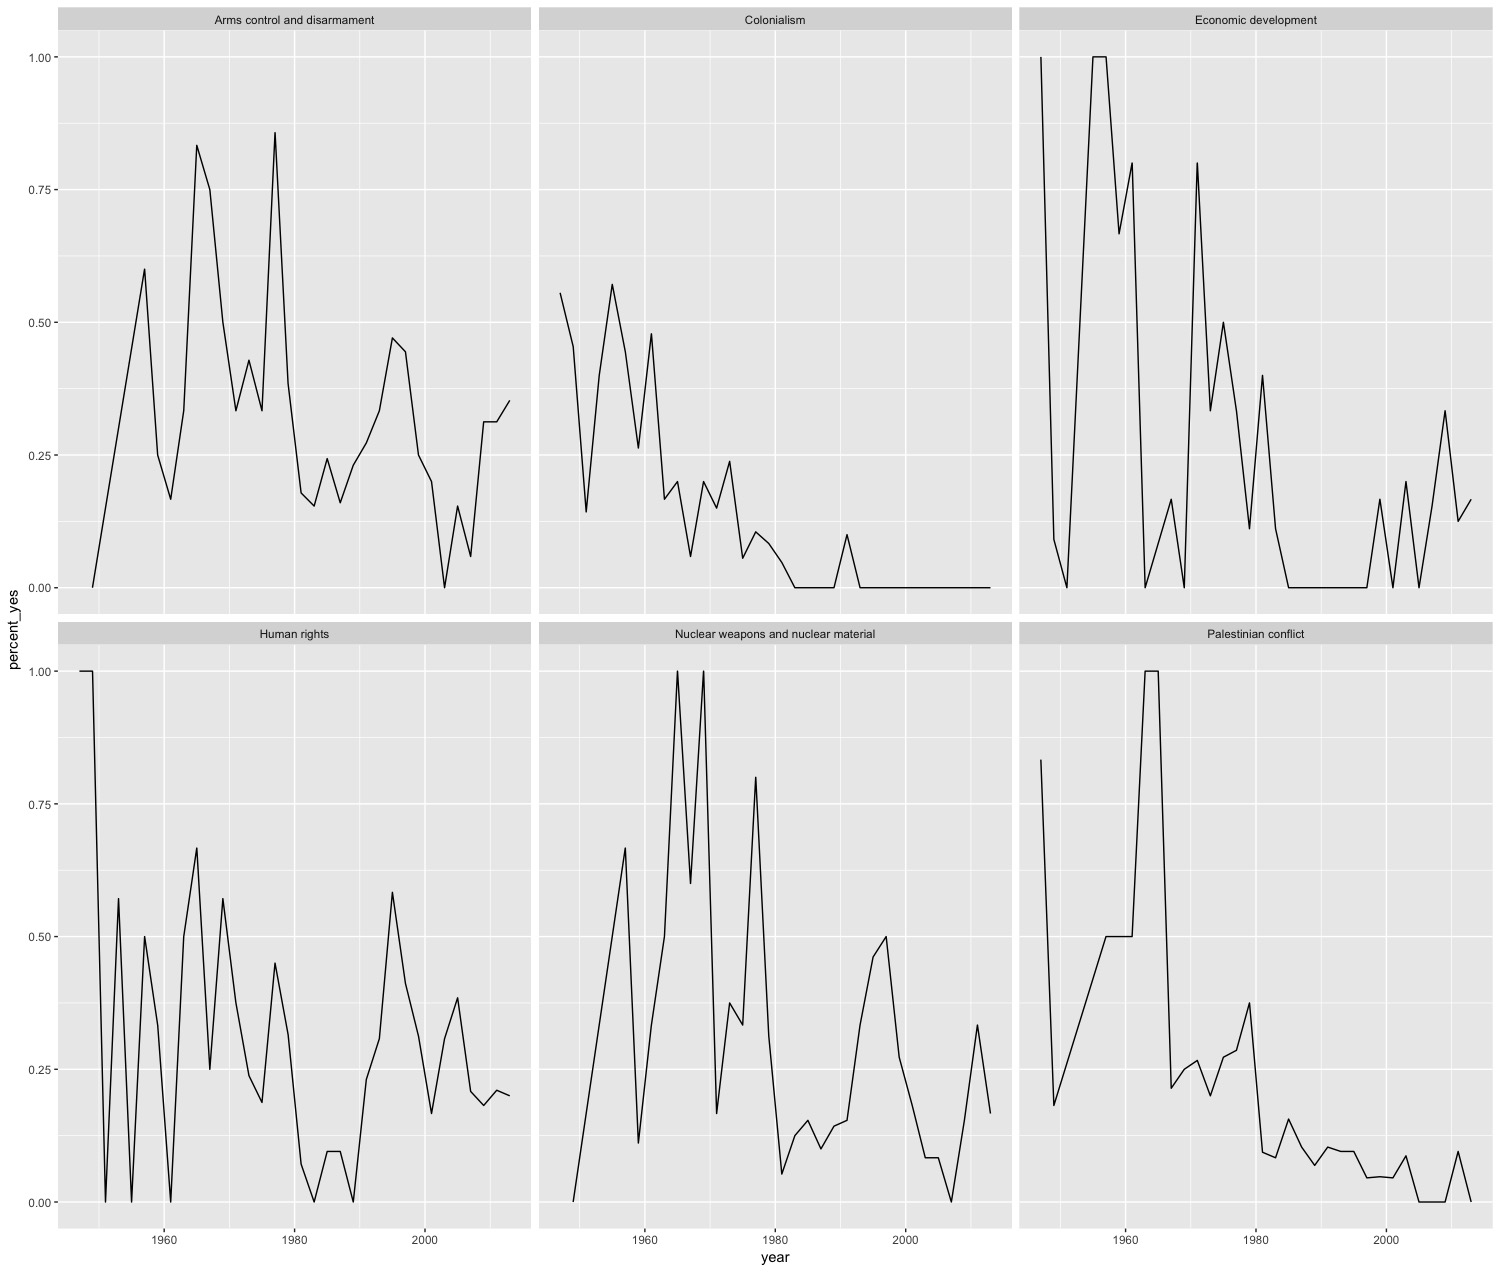 Arms control and disarmament
Colonialism
Economic development
1.00
0.75
0.50
0.25
0.00
percent_yes
Human rights
Nuclear weapons and nuclear material
Palestinian conflict
1.00
0.75
0.50
0.25
0.00
1960 1980 2000
1960 1980 2000
1960 1980 2000
year